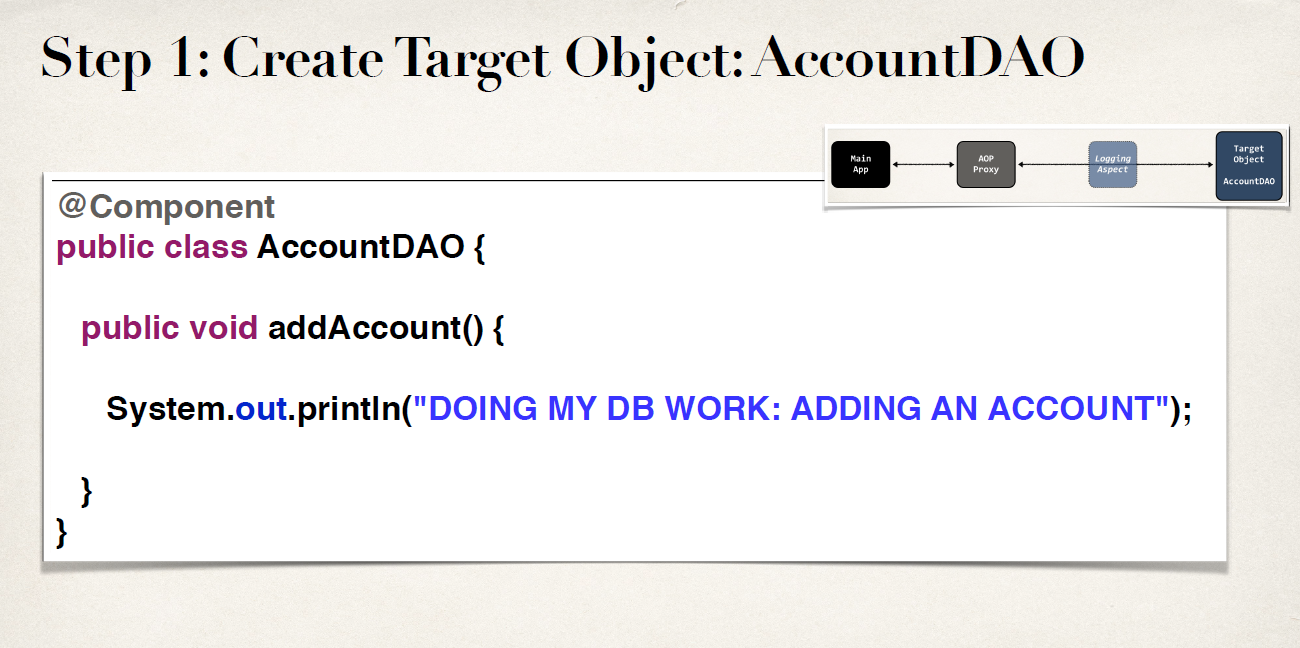 Step 1: Create Target Object: AccountDAO
Main
App
AOP
Proxy
Logging
Aspect
Target
Object
AccountDAO
@Component
public class AccountDAO {
public void addAccount() {
System.out.println("DOING MY DB WORK: ADDING AN ACCOUNT");
}
}